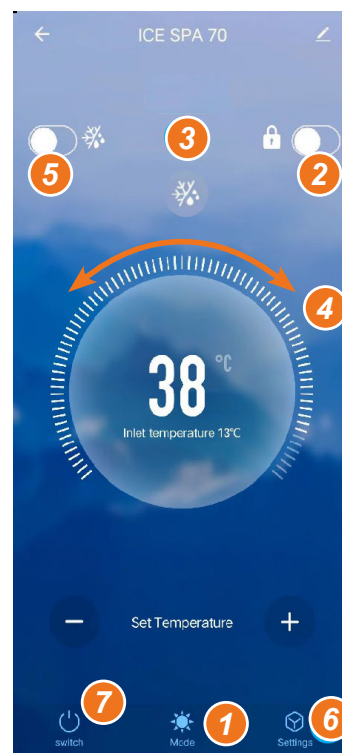 ICE SPA 70
3
5
2
4
38 °C
Inlet temperature 13°C
− Set Temperature +
7
1
6
switch Mode Settings